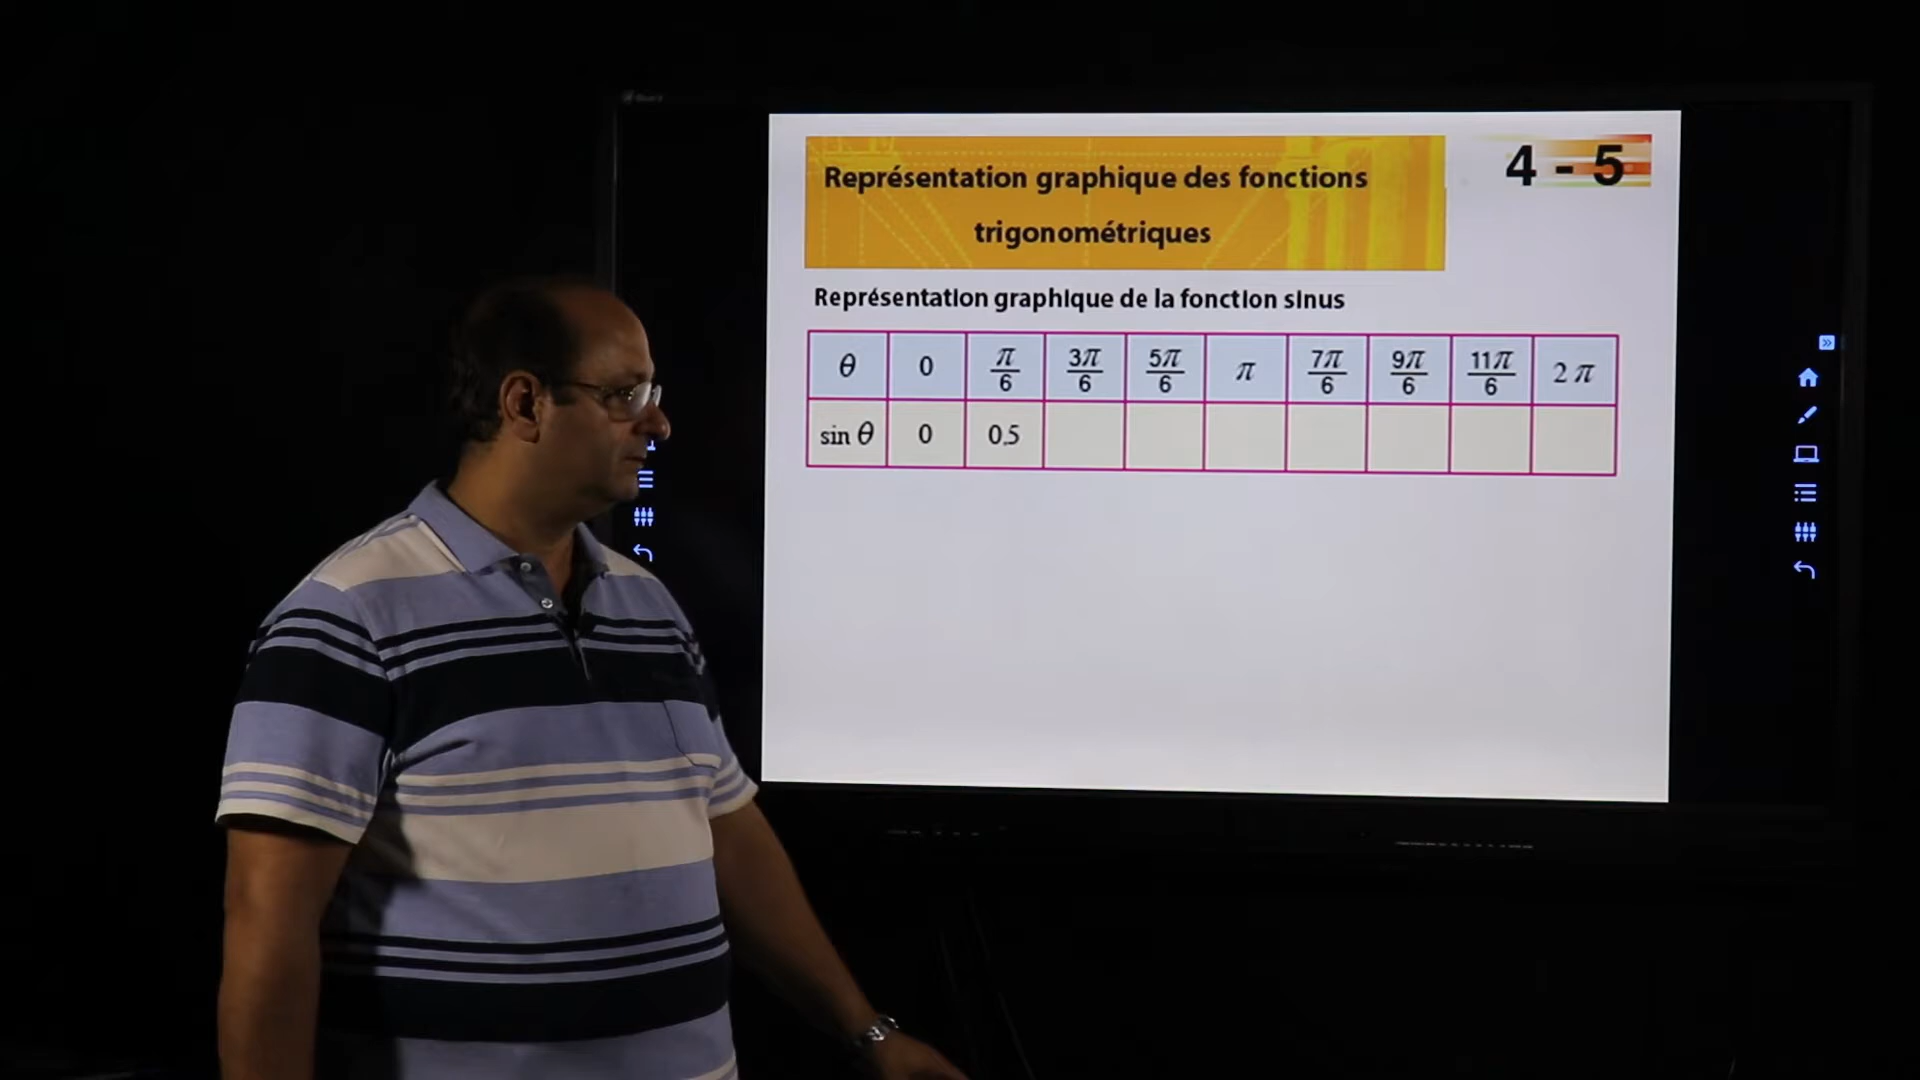 Représentation graphique des fonctions
trigonométriques
4 - 5
Représentation graphique de la fonction sinus
θ 0 π/6 3π/6 5π/6 π 7π/6 9π/6 11π/6 2 π
sin θ 0 0.5